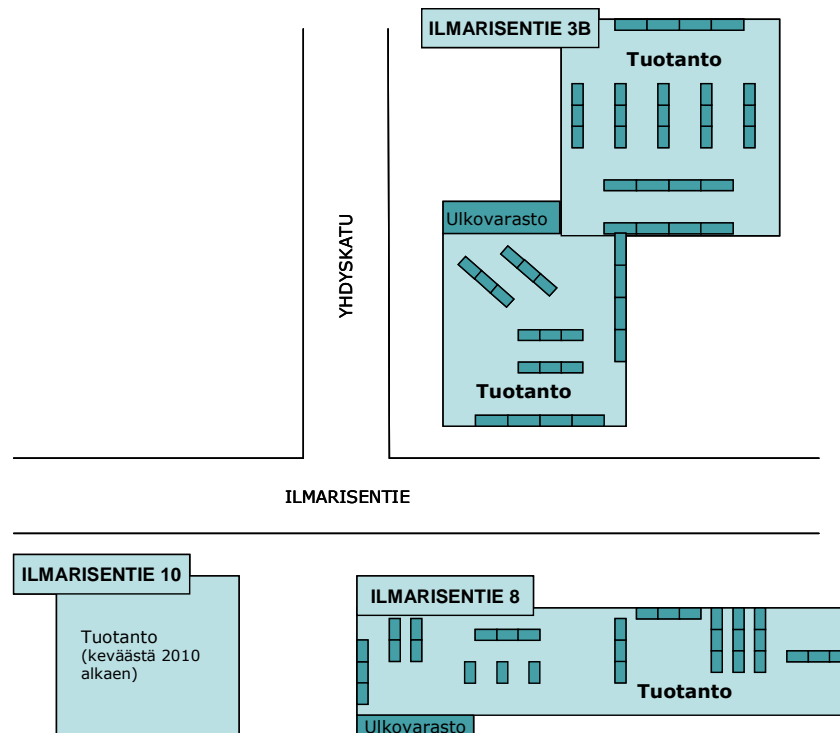 ILMARISENTIE 3B
Tuotanto
Ulkovarasto
YHDYSKATU
Tuotanto
ILMARISENTIE
ILMARISENTIE 10
Tuotanto
(keväästä 2010
alkaen)
ILMARISENTIE 8
Tuotanto
Ulkovarasto